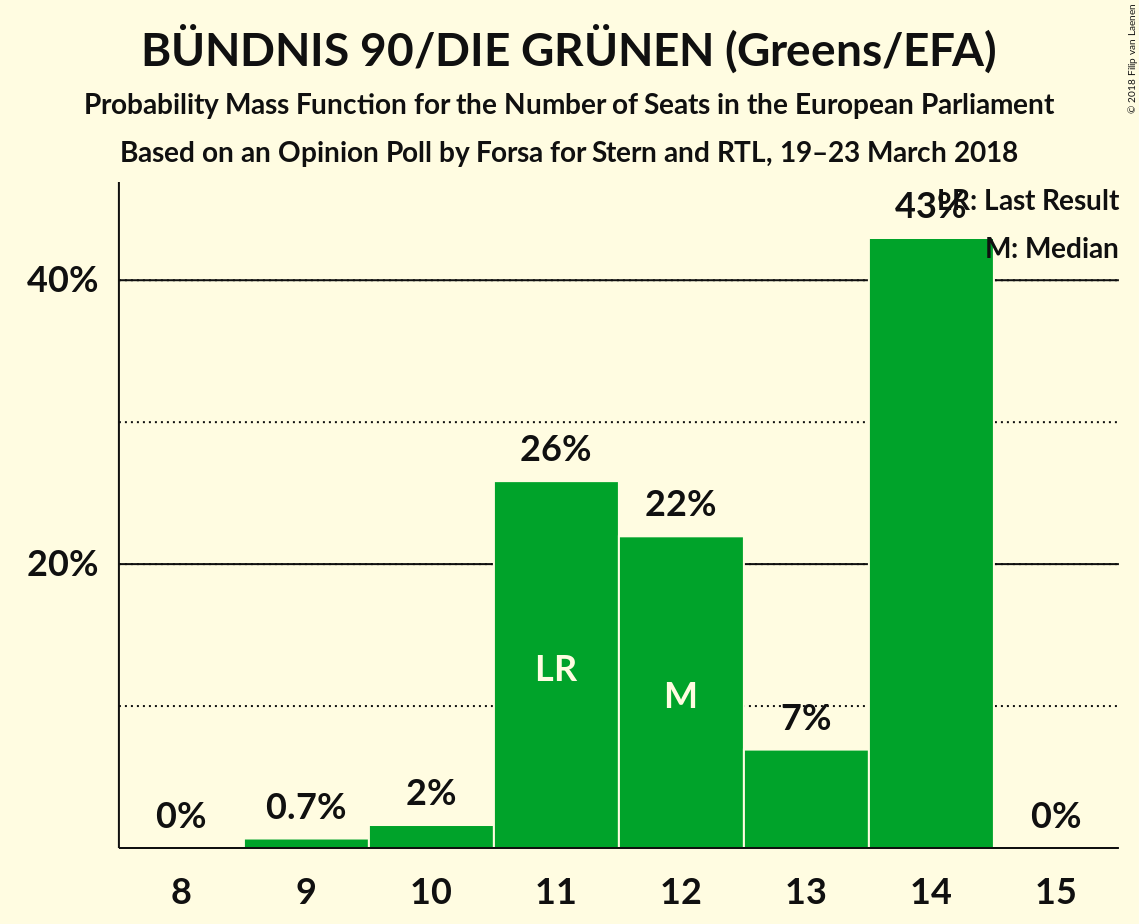 BÜNDNIS 90/DIE GRÜNEN (Greens/EFA)
Probability Mass Function for the Number of Seats in the European Parliament
Based on an Opinion Poll by Forsa for Stern and RTL, 19–23 March 2018
© 2018 Filip van Laenen
LR: Last Result
M: Median
40%
20%
0%
0.7%
2%
26%
22%
7%
43%
0%
LR
M
8 9 10 11 12 13 14 15